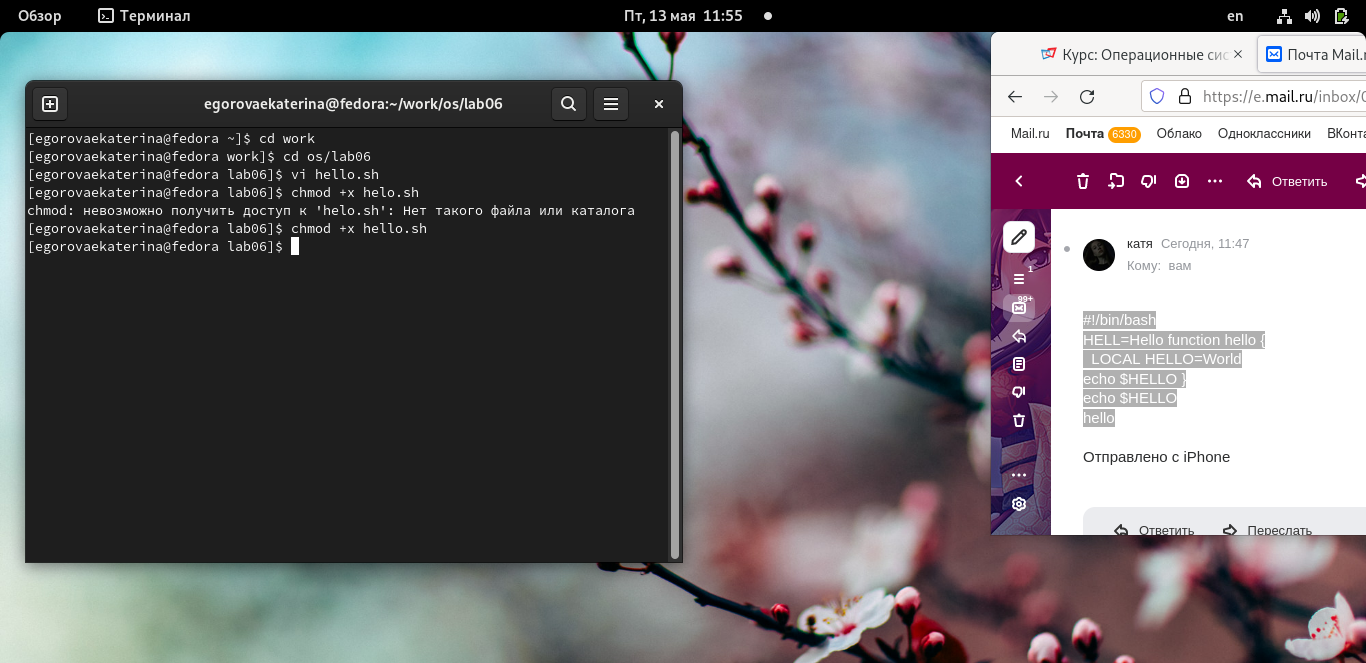 Обзор
Терминал
Пт, 13 мая 11:55
en
egorovaekaterina@fedora:~/work/os/lab06
[egorovaekaterina@fedora ~]$ cd work
[egorovaekaterina@fedora work]$ cd os/lab06
[egorovaekaterina@fedora lab06]$ vi hello.sh
[egorovaekaterina@fedora lab06]$ chmod +x helo.sh
chmod: невозможно получить доступ к 'helo.sh': Нет такого файла или каталога
[egorovaekaterina@fedora lab06]$ chmod +x hello.sh
[egorovaekaterina@fedora lab06]$
Курс: Операционные сис
Почта Mail.r
https://e.mail.ru/inbox/0
Mail.ru Почта 6330 Облако Одноклассники ВКонта
Ответить
1
99+
катя Сегодня, 11:47
Кому: вам
#!/bin/bash
HELL=Hello function hello {
LOCAL HELLO=World
echo $HELLO }
echo $HELLO
hello
Отправлено с iPhone
Ответить
Переслать